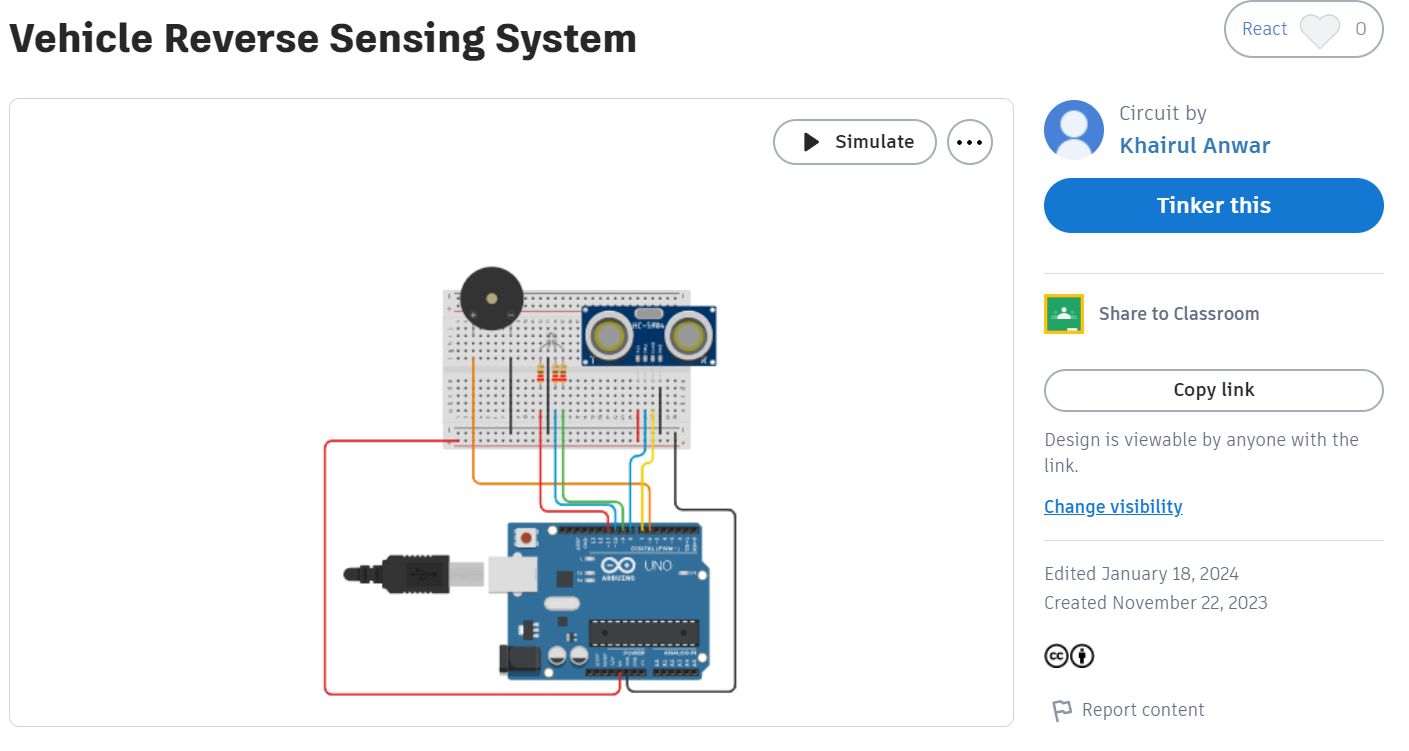 Vehicle Reverse Sensing System
React 0
Simulate
Circuit by
Khairul Anwar
Tinker this
Share to Classroom
Copy link
Design is viewable by anyone with the
link.
Change visibility
Edited January 18, 2024
Created November 22, 2023
cc
Report content
HC-SR04
DIGITAL (PWM~)
UNO
ARDUINO
POWER
ANALOG IN